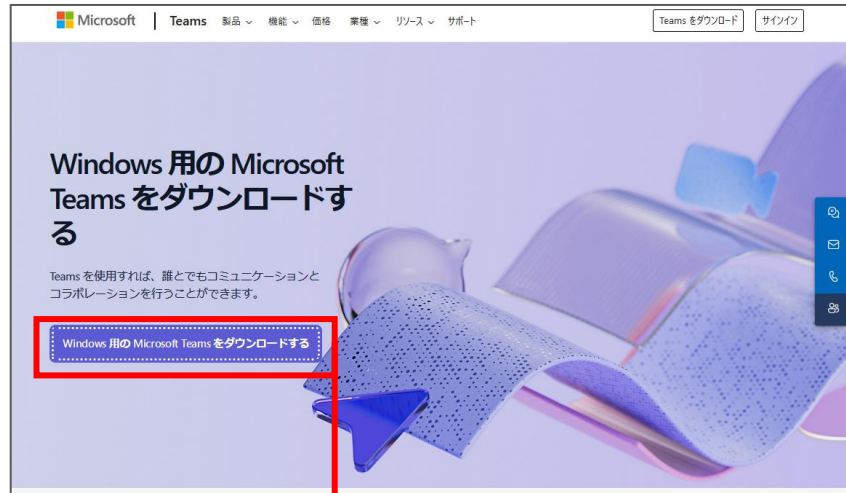 Microsoft Teams 製品 機能 価格 業種 リソース サポート Teams をダウンロード サインイン
Windows 用の Microsoft
Teams をダウンロードす
る
Teams を使用すれば、誰とでもコミュニケーションと
コラボレーションを行うことができます。
Windows 用の Microsoft Teams をダウンロードする